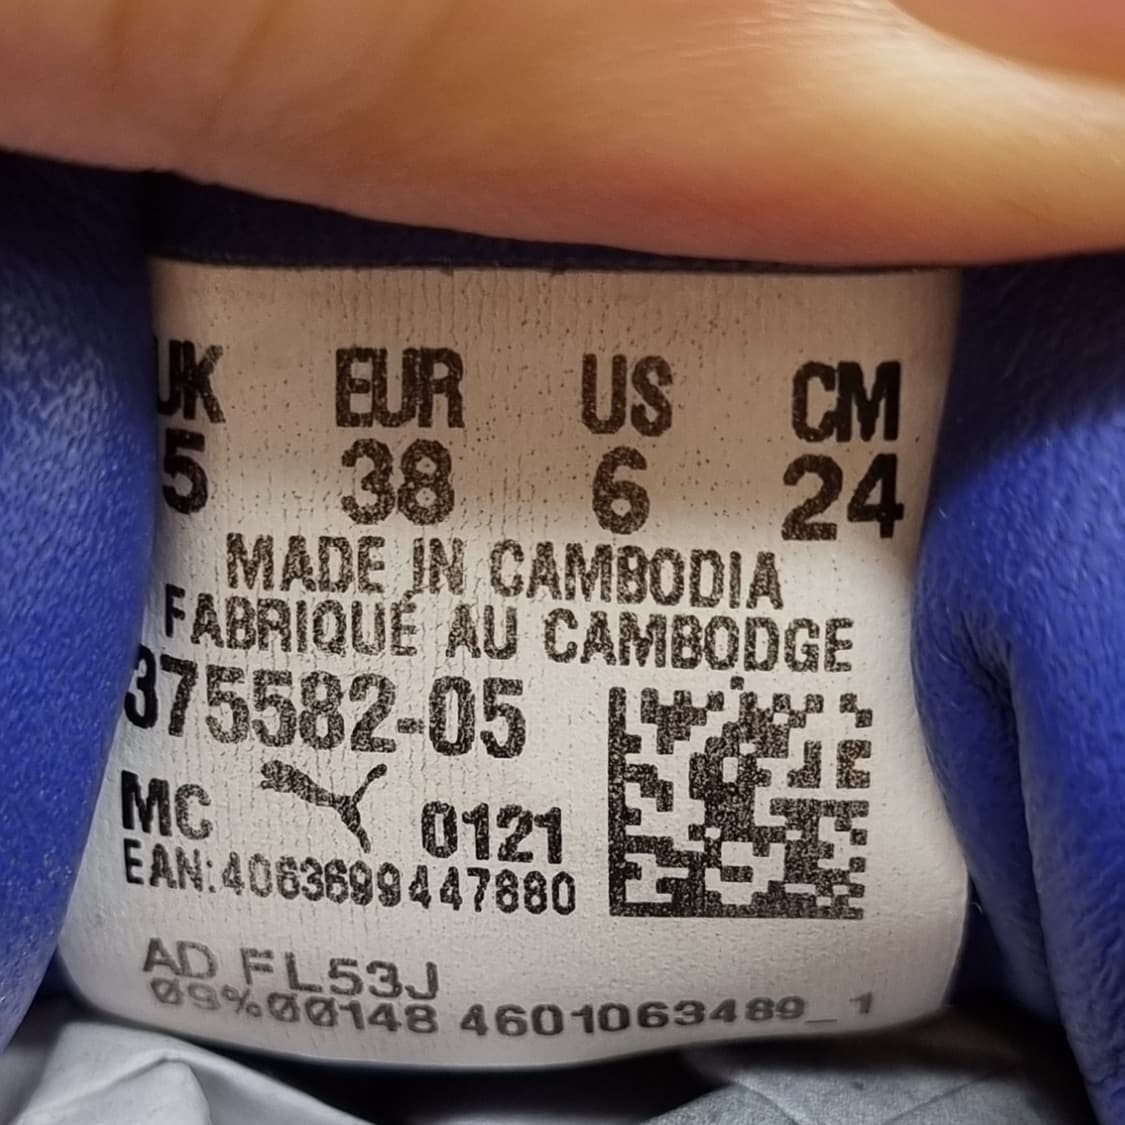 UK EUR US CM
5 38 6 24
MADE IN CAMBODIA
FABRIQUÉ AU CAMBODGE
375582-05
MC 0121
EAN:4063699447880
AD FL53J
09%00148 4601063489_1